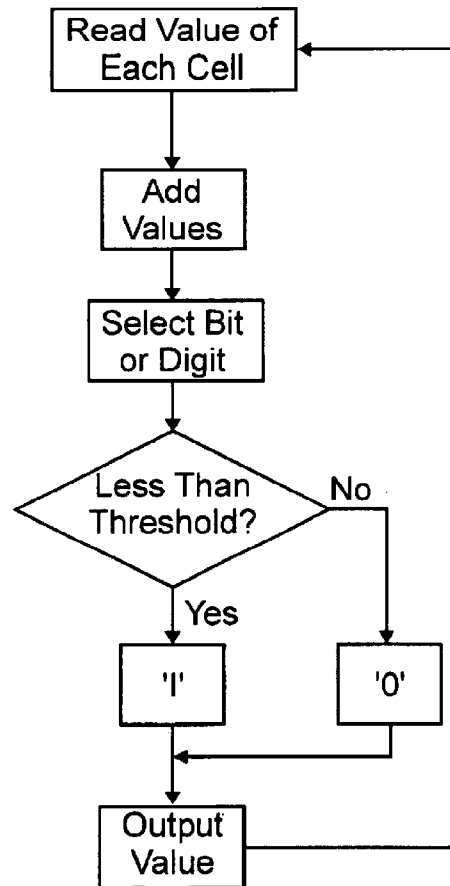 Read Value of
Each Cell
Add
Values
Select Bit
or Digit
Less Than
Threshold?
No
Yes
'I'
'0'
Output
Value